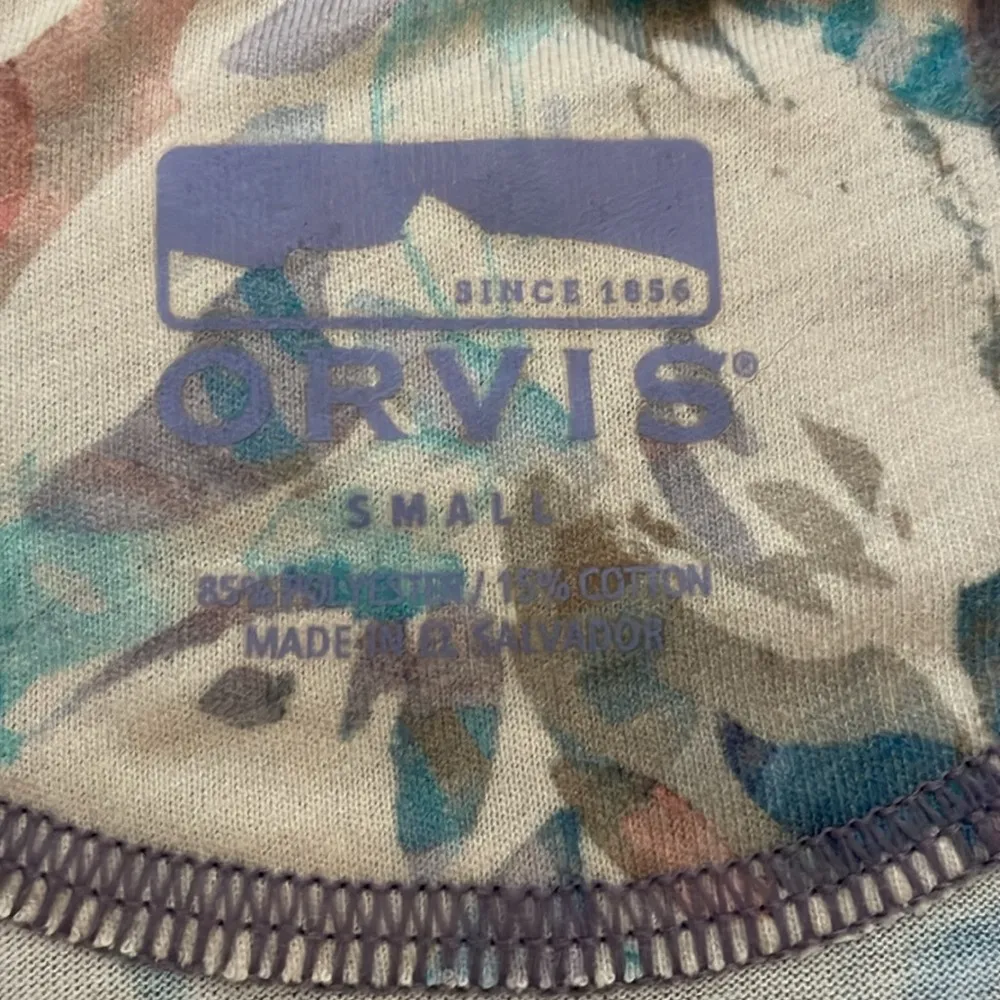 SINCE 1856
ORVIS®
SMALL
85% POLYESTER / 15% COTTON
MADE IN EL SALVADOR